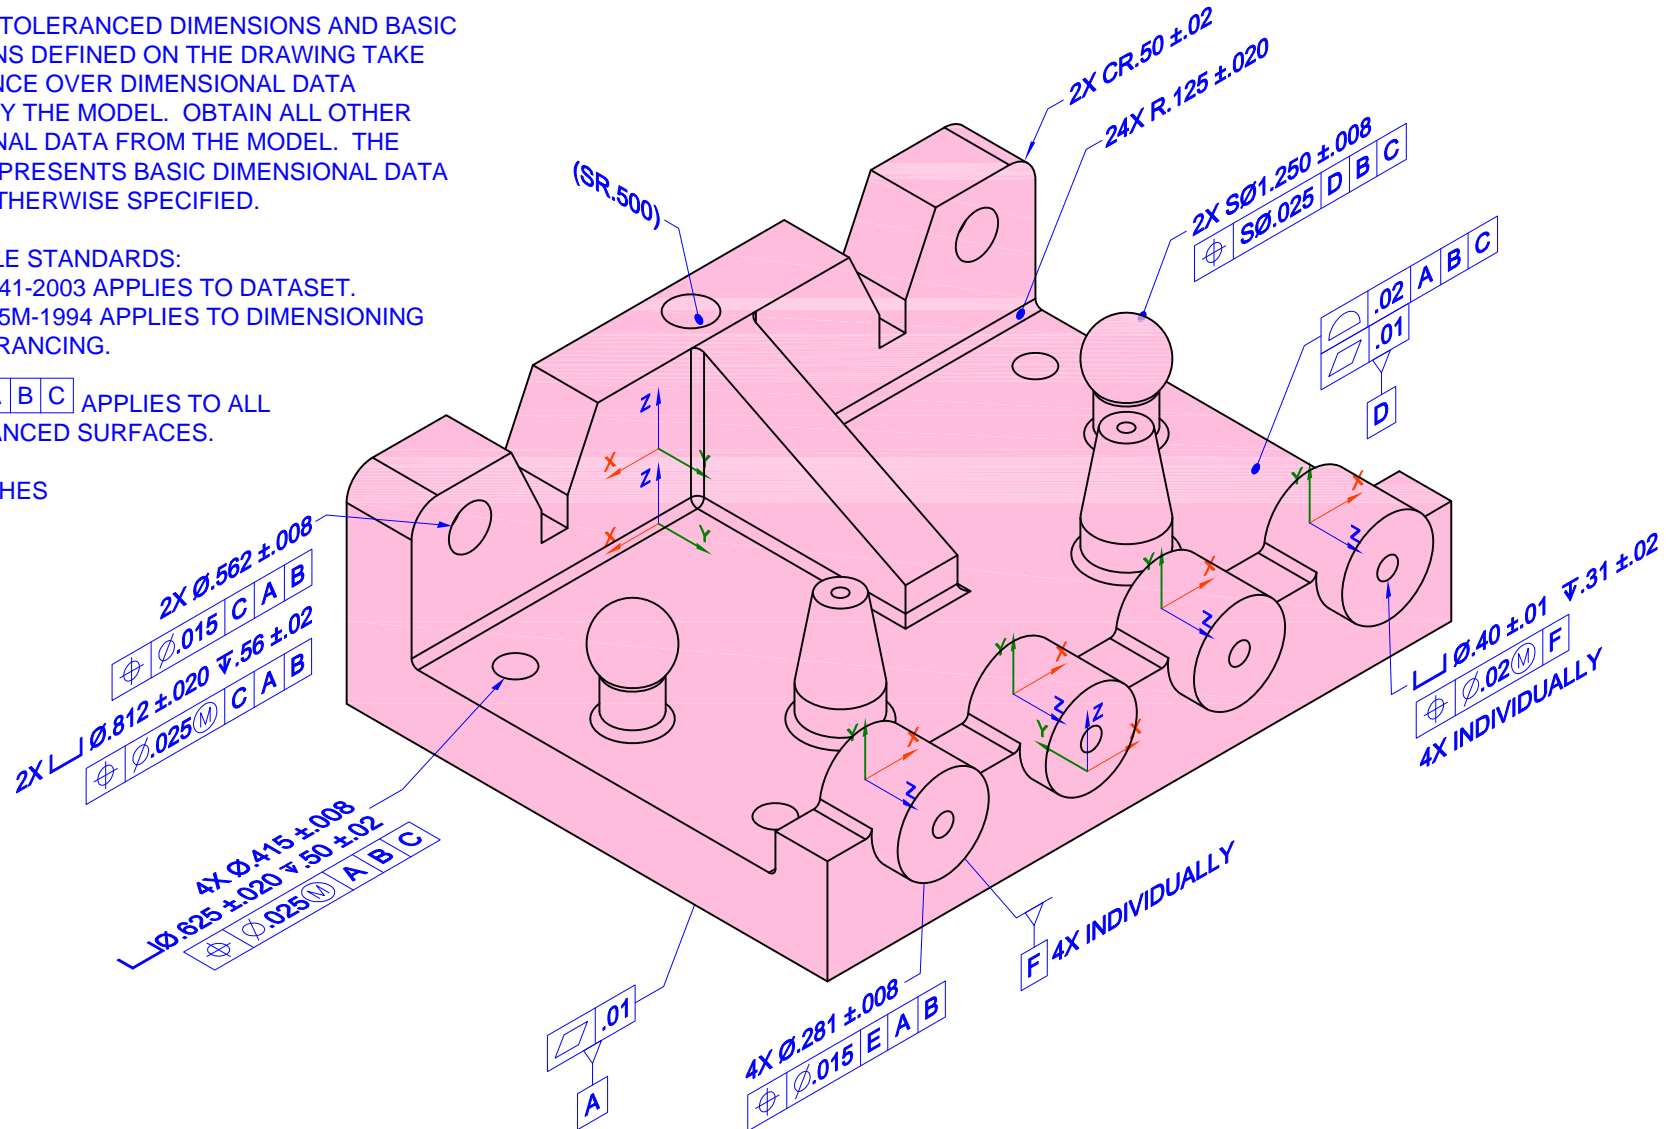 TOLERANCED DIMENSIONS AND BASIC
NS DEFINED ON THE DRAWING TAKE
NCE OVER DIMENSIONAL DATA
Y THE MODEL. OBTAIN ALL OTHER
NAL DATA FROM THE MODEL. THE
PRESENTS BASIC DIMENSIONAL DATA
THERWISE SPECIFIED.
LE STANDARDS:
41-2003 APPLIES TO DATASET.
5M-1994 APPLIES TO DIMENSIONING
RANCING.
A B C APPLIES TO ALL
ANCED SURFACES.
HES
2X CR.50 ±.02
24X R.125 ±.020
(SR.500)
2X SØ1.250 ±.008
⌖ SØ.025 D B C
⌓ .02 A B C
⏥ .01
D
2X Ø.562 ±.008
⌖ Ø.015 C A B
2X ⌴ Ø.812 ±.020 ↧.56 ±.02
⌖ Ø.025Ⓜ C A B
4X Ø.415 ±.008
⌴Ø.625 ±.020 ↧.50 ±.02
⌖ Ø.025Ⓜ A B C
⏥ .01
A
4X Ø.281 ±.008
⌖ Ø.015 E A B
F 4X INDIVIDUALLY
⌴ Ø.40 ±.01 ↧.31 ±.02
⌖ Ø.02Ⓜ F
4X INDIVIDUALLY
Z
X
Y
Z
X
Y
Y
X
Z
Y
X
Z
Y
X
Z
Y
X
Z
Y
Z
X